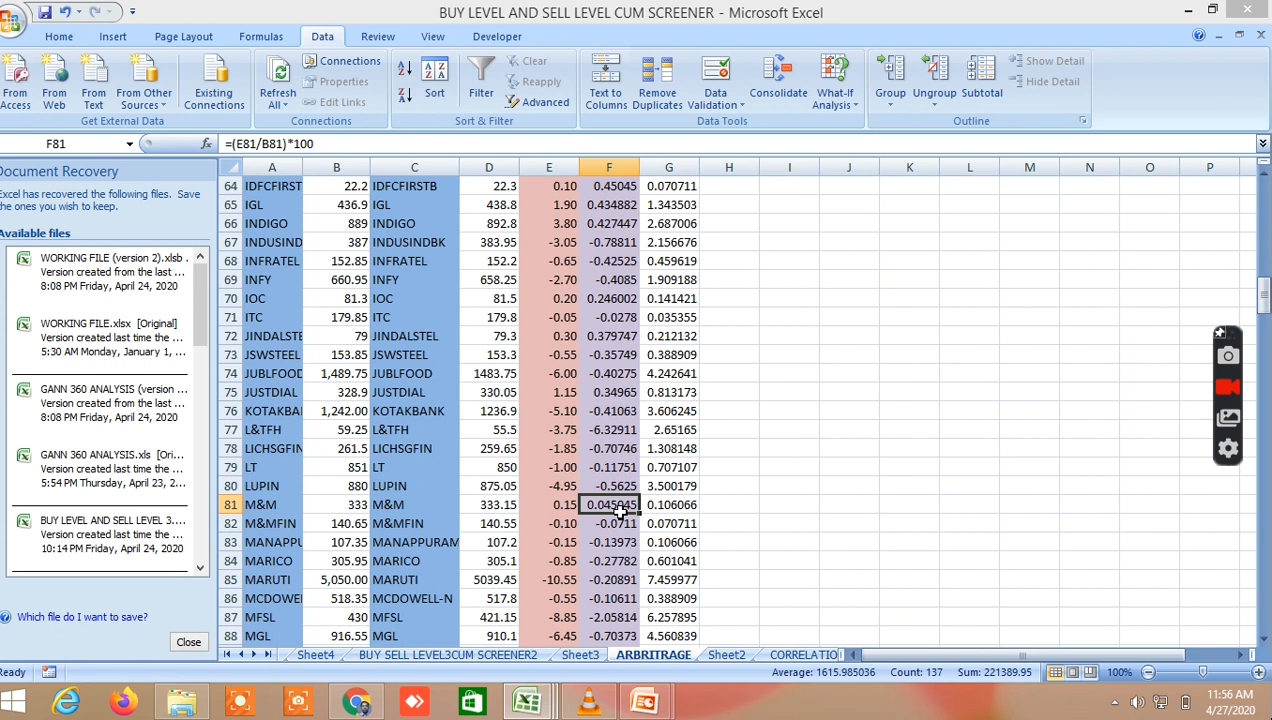 BUY LEVEL AND SELL LEVEL CUM SCREENER - Microsoft Excel
Home Insert Page Layout Formulas Data Review View Developer
From Access
From Web
From Text
From Other Sources
Existing Connections
Get External Data
Refresh All
Connections
Properties
Edit Links
Connections
Sort
Filter
Clear
Reapply
Advanced
Sort & Filter
Text to Columns
Remove Duplicates
Data Validation
Consolidate
What-If Analysis
Data Tools
Group
Ungroup
Subtotal
Show Detail
Hide Detail
Outline
F81 fx =(E81/B81)*100
Document Recovery
Excel has recovered the following files. Save the ones you wish to keep.
Available files
WORKING FILE (version 2).xlsb .
Version created from the last ...
8:08 PM Friday, April 24, 2020
WORKING FILE.xlsx [Original]
Version created last time the ...
5:30 AM Monday, January 1, ...
GANN 360 ANALYSIS (version ...
Version created from the last ...
8:08 PM Friday, April 24, 2020
GANN 360 ANALYSIS.xls [Ori...
Version created last time the ...
5:54 PM Thursday, April 23, 2...
BUY LEVEL AND SELL LEVEL 3....
Version created last time the ...
10:14 PM Friday, April 24, 2020
Which file do I want to save?
Close
A B C D E F G H I J K L M N O P
64 IDFCFIRST 22.2 IDFCFIRSTB 22.3 0.10 0.45045 0.070711
65 IGL 436.9 IGL 438.8 1.90 0.434882 1.343503
66 INDIGO 889 INDIGO 892.8 3.80 0.427447 2.687006
67 INDUSIND 387 INDUSINDBK 383.95 -3.05 -0.78811 2.156676
68 INFRATEL 152.85 INFRATEL 152.2 -0.65 -0.42525 0.459619
69 INFY 660.95 INFY 658.25 -2.70 -0.4085 1.909188
70 IOC 81.3 IOC 81.5 0.20 0.246002 0.141421
71 ITC 179.85 ITC 179.8 -0.05 -0.0278 0.035355
72 JINDALSTE 79 JINDALSTEL 79.3 0.30 0.379747 0.212132
73 JSWSTEEL 153.85 JSWSTEEL 153.3 -0.55 -0.35749 0.388909
74 JUBLFOOD 1,489.75 JUBLFOOD 1483.75 -6.00 -0.40275 4.242641
75 JUSTDIAL 328.9 JUSTDIAL 330.05 1.15 0.34965 0.813173
76 KOTAKBA 1,242.00 KOTAKBANK 1236.9 -5.10 -0.41063 3.606245
77 L&TFH 59.25 L&TFH 55.5 -3.75 -6.32911 2.65165
78 LICHSGFIN 261.5 LICHSGFIN 259.65 -1.85 -0.70746 1.308148
79 LT 851 LT 850 -1.00 -0.11751 0.707107
80 LUPIN 880 LUPIN 875.05 -4.95 -0.5625 3.500179
81 M&M 333 M&M 333.15 0.15 0.045045 0.106066
82 M&MFIN 140.65 M&MFIN 140.55 -0.10 -0.0711 0.070711
83 MANAPPU 107.35 MANAPPURAM 107.2 -0.15 -0.13973 0.106066
84 MARICO 305.95 MARICO 305.1 -0.85 -0.27782 0.601041
85 MARUTI 5,050.00 MARUTI 5039.45 -10.55 -0.20891 7.459977
86 MCDOWE 518.35 MCDOWELL-N 517.8 -0.55 -0.10611 0.388909
87 MFSL 430 MFSL 421.15 -8.85 -2.05814 6.257895
88 MGL 916.55 MGL 910.1 -6.45 -0.70373 4.560839
Sheet4 BUY SELL LEVEL3CUM SCREENER2 Sheet3 ARBRITRAGE Sheet2 CORRELATIO
Ready Average: 1615.985036 Count: 137 Sum: 221389.95 100%
11:56 AM
4/27/2020